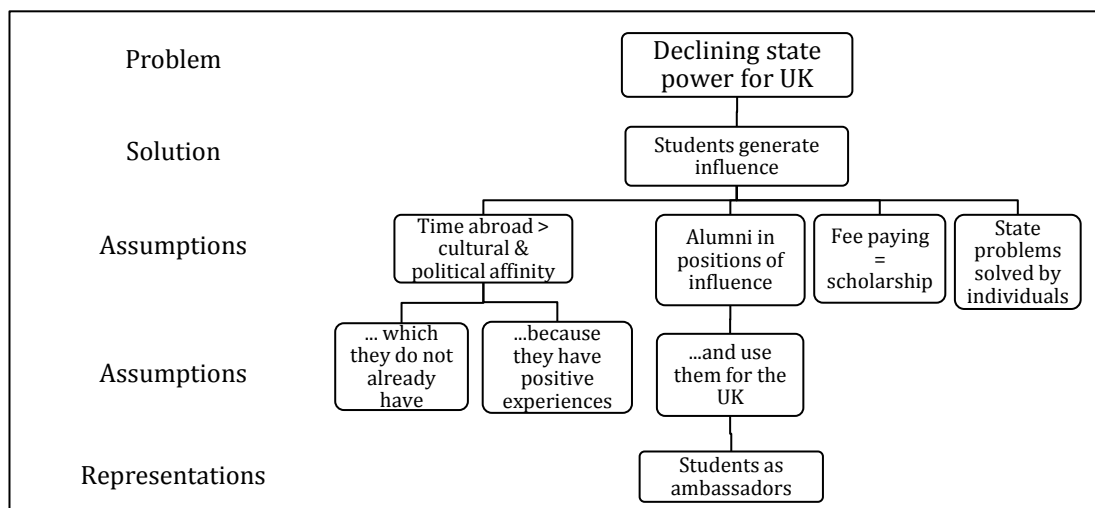 Problem
Declining state
power for UK
Solution
Students generate
influence
Assumptions
Time abroad >
cultural &
political affinity
Alumni in
positions of
influence
Fee paying
=
scholarship
State
problems
solved by
individuals
Assumptions
... which
they do not
already
have
...because
they have
positive
experiences
...and use
them for the
UK
Representations
Students as
ambassadors